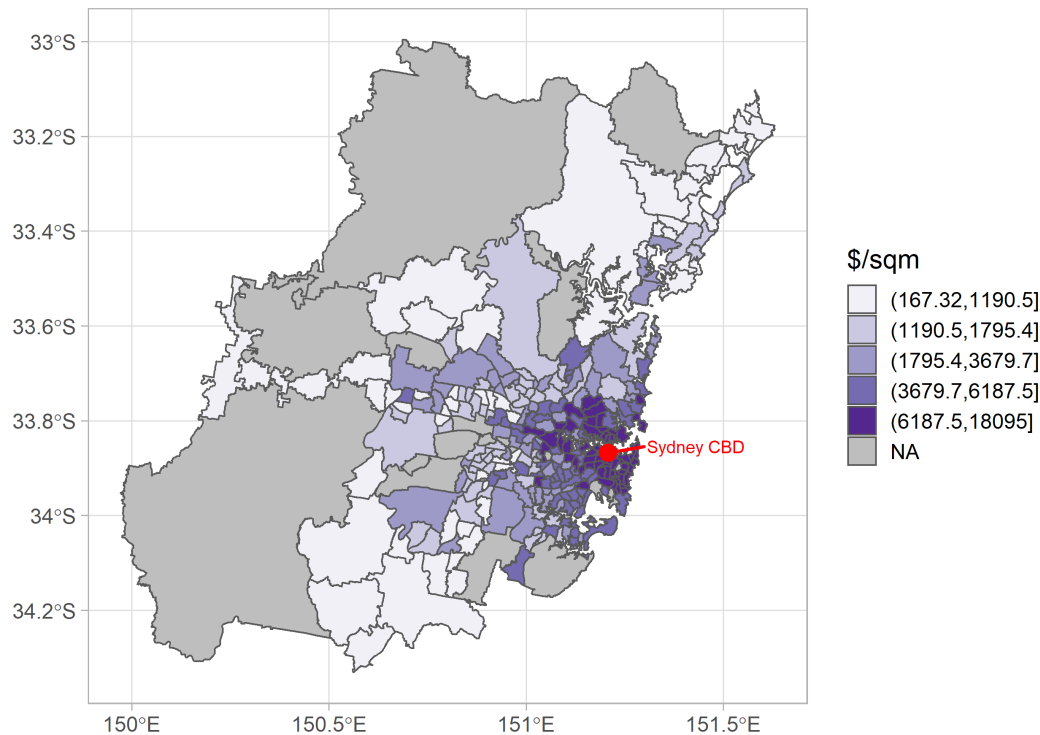 33°S
33.2°S
33.4°S
33.6°S
33.8°S
34°S
34.2°S
150°E
150.5°E
151°E
151.5°E
Sydney CBD
$/sqm
(167.32,1190.5]
(1190.5,1795.4]
(1795.4,3679.7]
(3679.7,6187.5]
(6187.5,18095]
NA